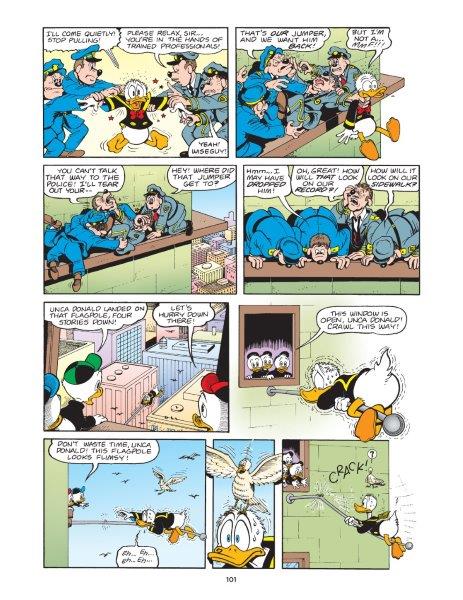 I'LL COME QUIETLY!
STOP PULLING!
PLEASE RELAX, SIR...
YOU'RE IN THE HANDS OF
TRAINED PROFESSIONALS!
YEAH!
WISEGUY!
THAT'S OUR JUMPER,
AND WE WANT HIM
BACK!
BUT I'M
NOT A...
MMF!!!
YOU CAN'T TALK
THAT WAY TO THE
POLICE! I'LL TEAR
OUT YOUR--
HEY! WHERE DID
THAT JUMPER
GET TO?
Hmm... I
MAY HAVE
DROPPED
HIM!
OH, GREAT! HOW
WILL THAT LOOK
ON OUR
RECORD?!
HOW WILL IT
LOOK ON OUR
SIDEWALK?
UNCA DONALD LANDED ON
THAT FLAGPOLE, FOUR
STORIES DOWN!
LET'S
HURRY DOWN
THERE!
THIS WINDOW IS
OPEN, UNCA DONALD!
CRAWL THIS WAY!
DON'T WASTE TIME, UNCA
DONALD! THIS FLAGPOLE
LOOKS FLIMSY!
Eh... Eh...
Eh... Eh...
CRACK!
?
101